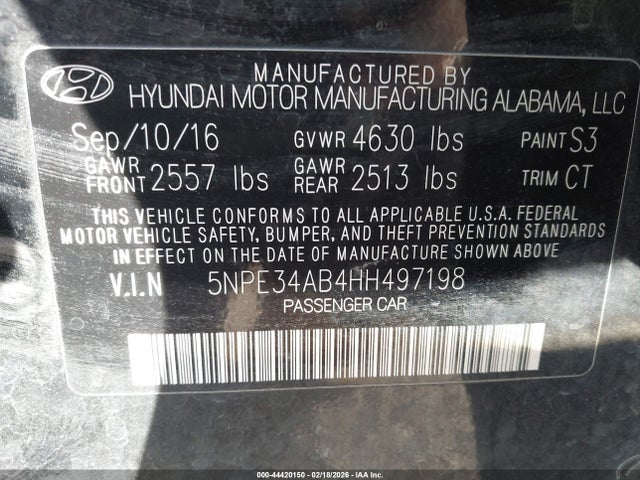 MANUFACTURED BY
HYUNDAI MOTOR MANUFACTURING ALABAMA, LLC
Sep/10/16 GVWR 4630 lbs PAINT S3
GAWR FRONT 2557 lbs GAWR REAR 2513 lbs TRIM CT
THIS VEHICLE CONFORMS TO ALL APPLICABLE U.S.A. FEDERAL
MOTOR VEHICLE SAFETY, BUMPER, AND THEFT PREVENTION STANDARDS
IN EFFECT ON THE DATE OF MANUFACTURE SHOWN ABOVE.
V.I.N 5NPE34AB4HH497198
PASSENGER CAR
000-44420150 - 02/18/2026 - IAA Inc.